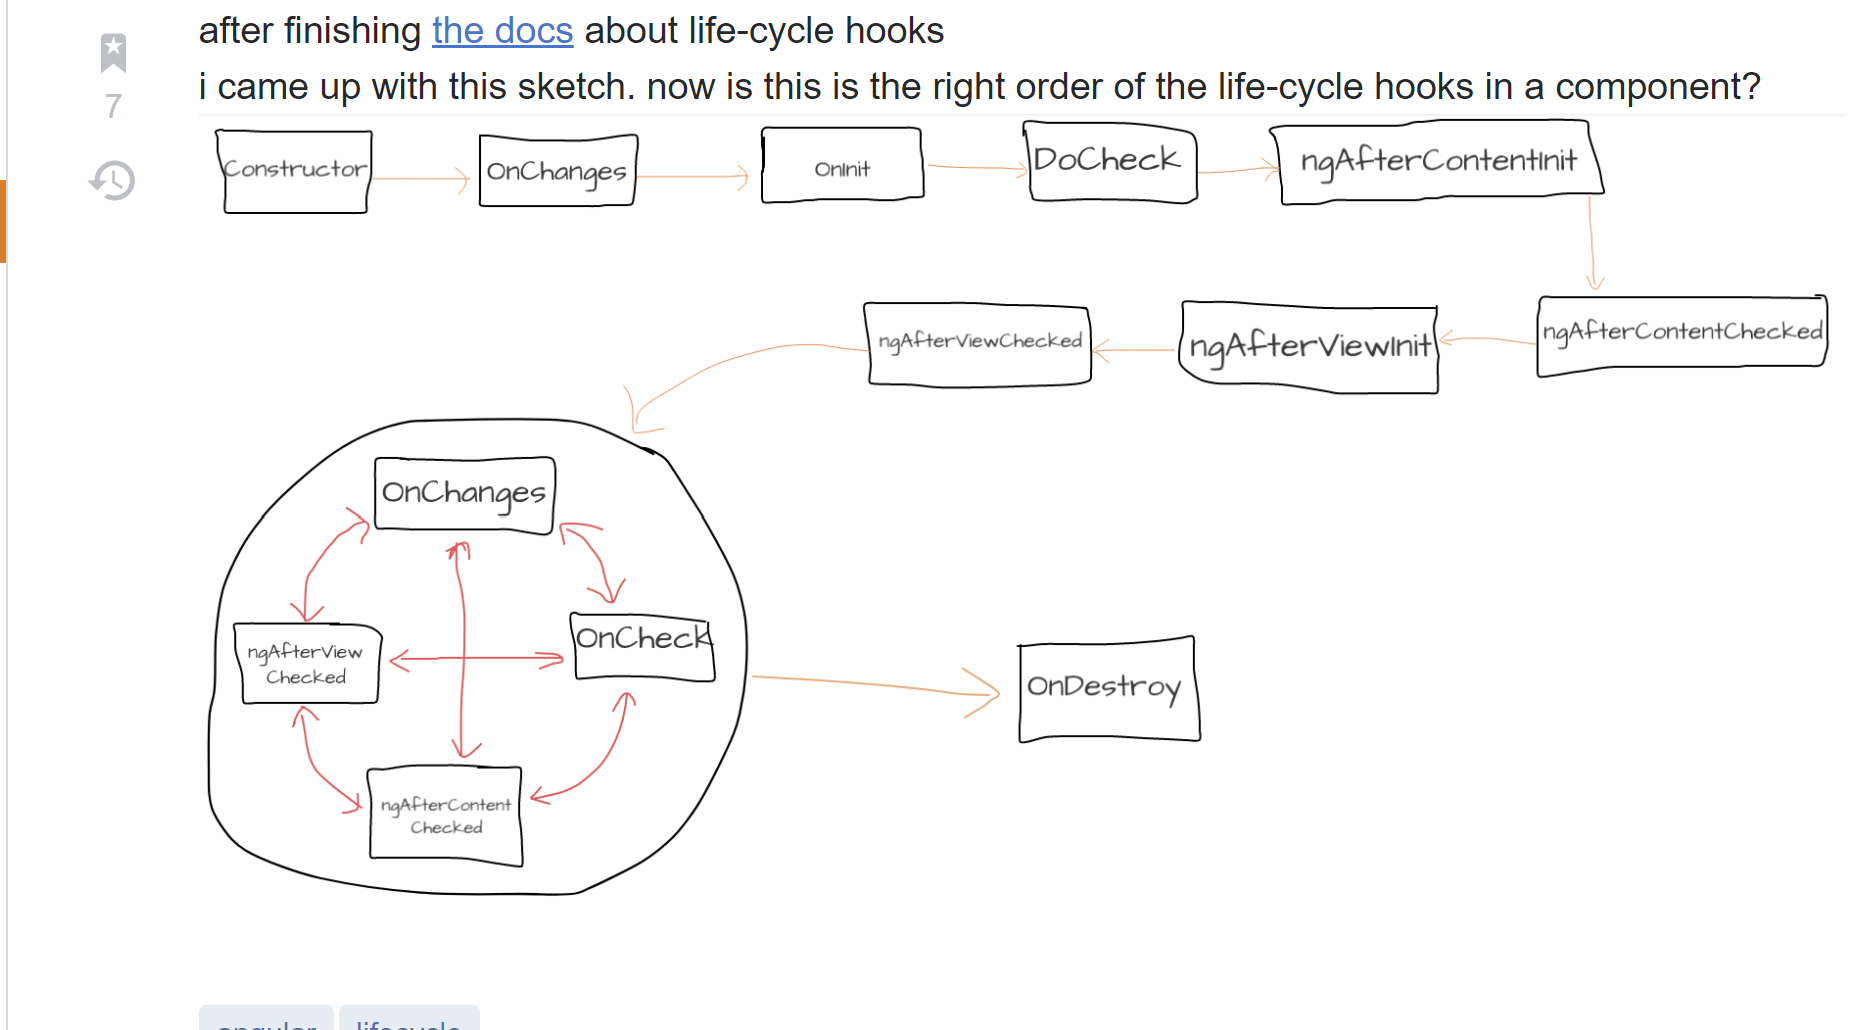 after finishing the docs about life-cycle hooks
i came up with this sketch. now is this is the right order of the life-cycle hooks in a component?
7
Constructor
OnChanges
OnInit
DoCheck
ngAfterContentInit
ngAfterViewChecked
ngAfterViewInit
ngAfterContentChecked
OnChanges
ngAfterView
Checked
OnCheck
OnDestroy
ngAfterContent
Checked
angular
lifecycle